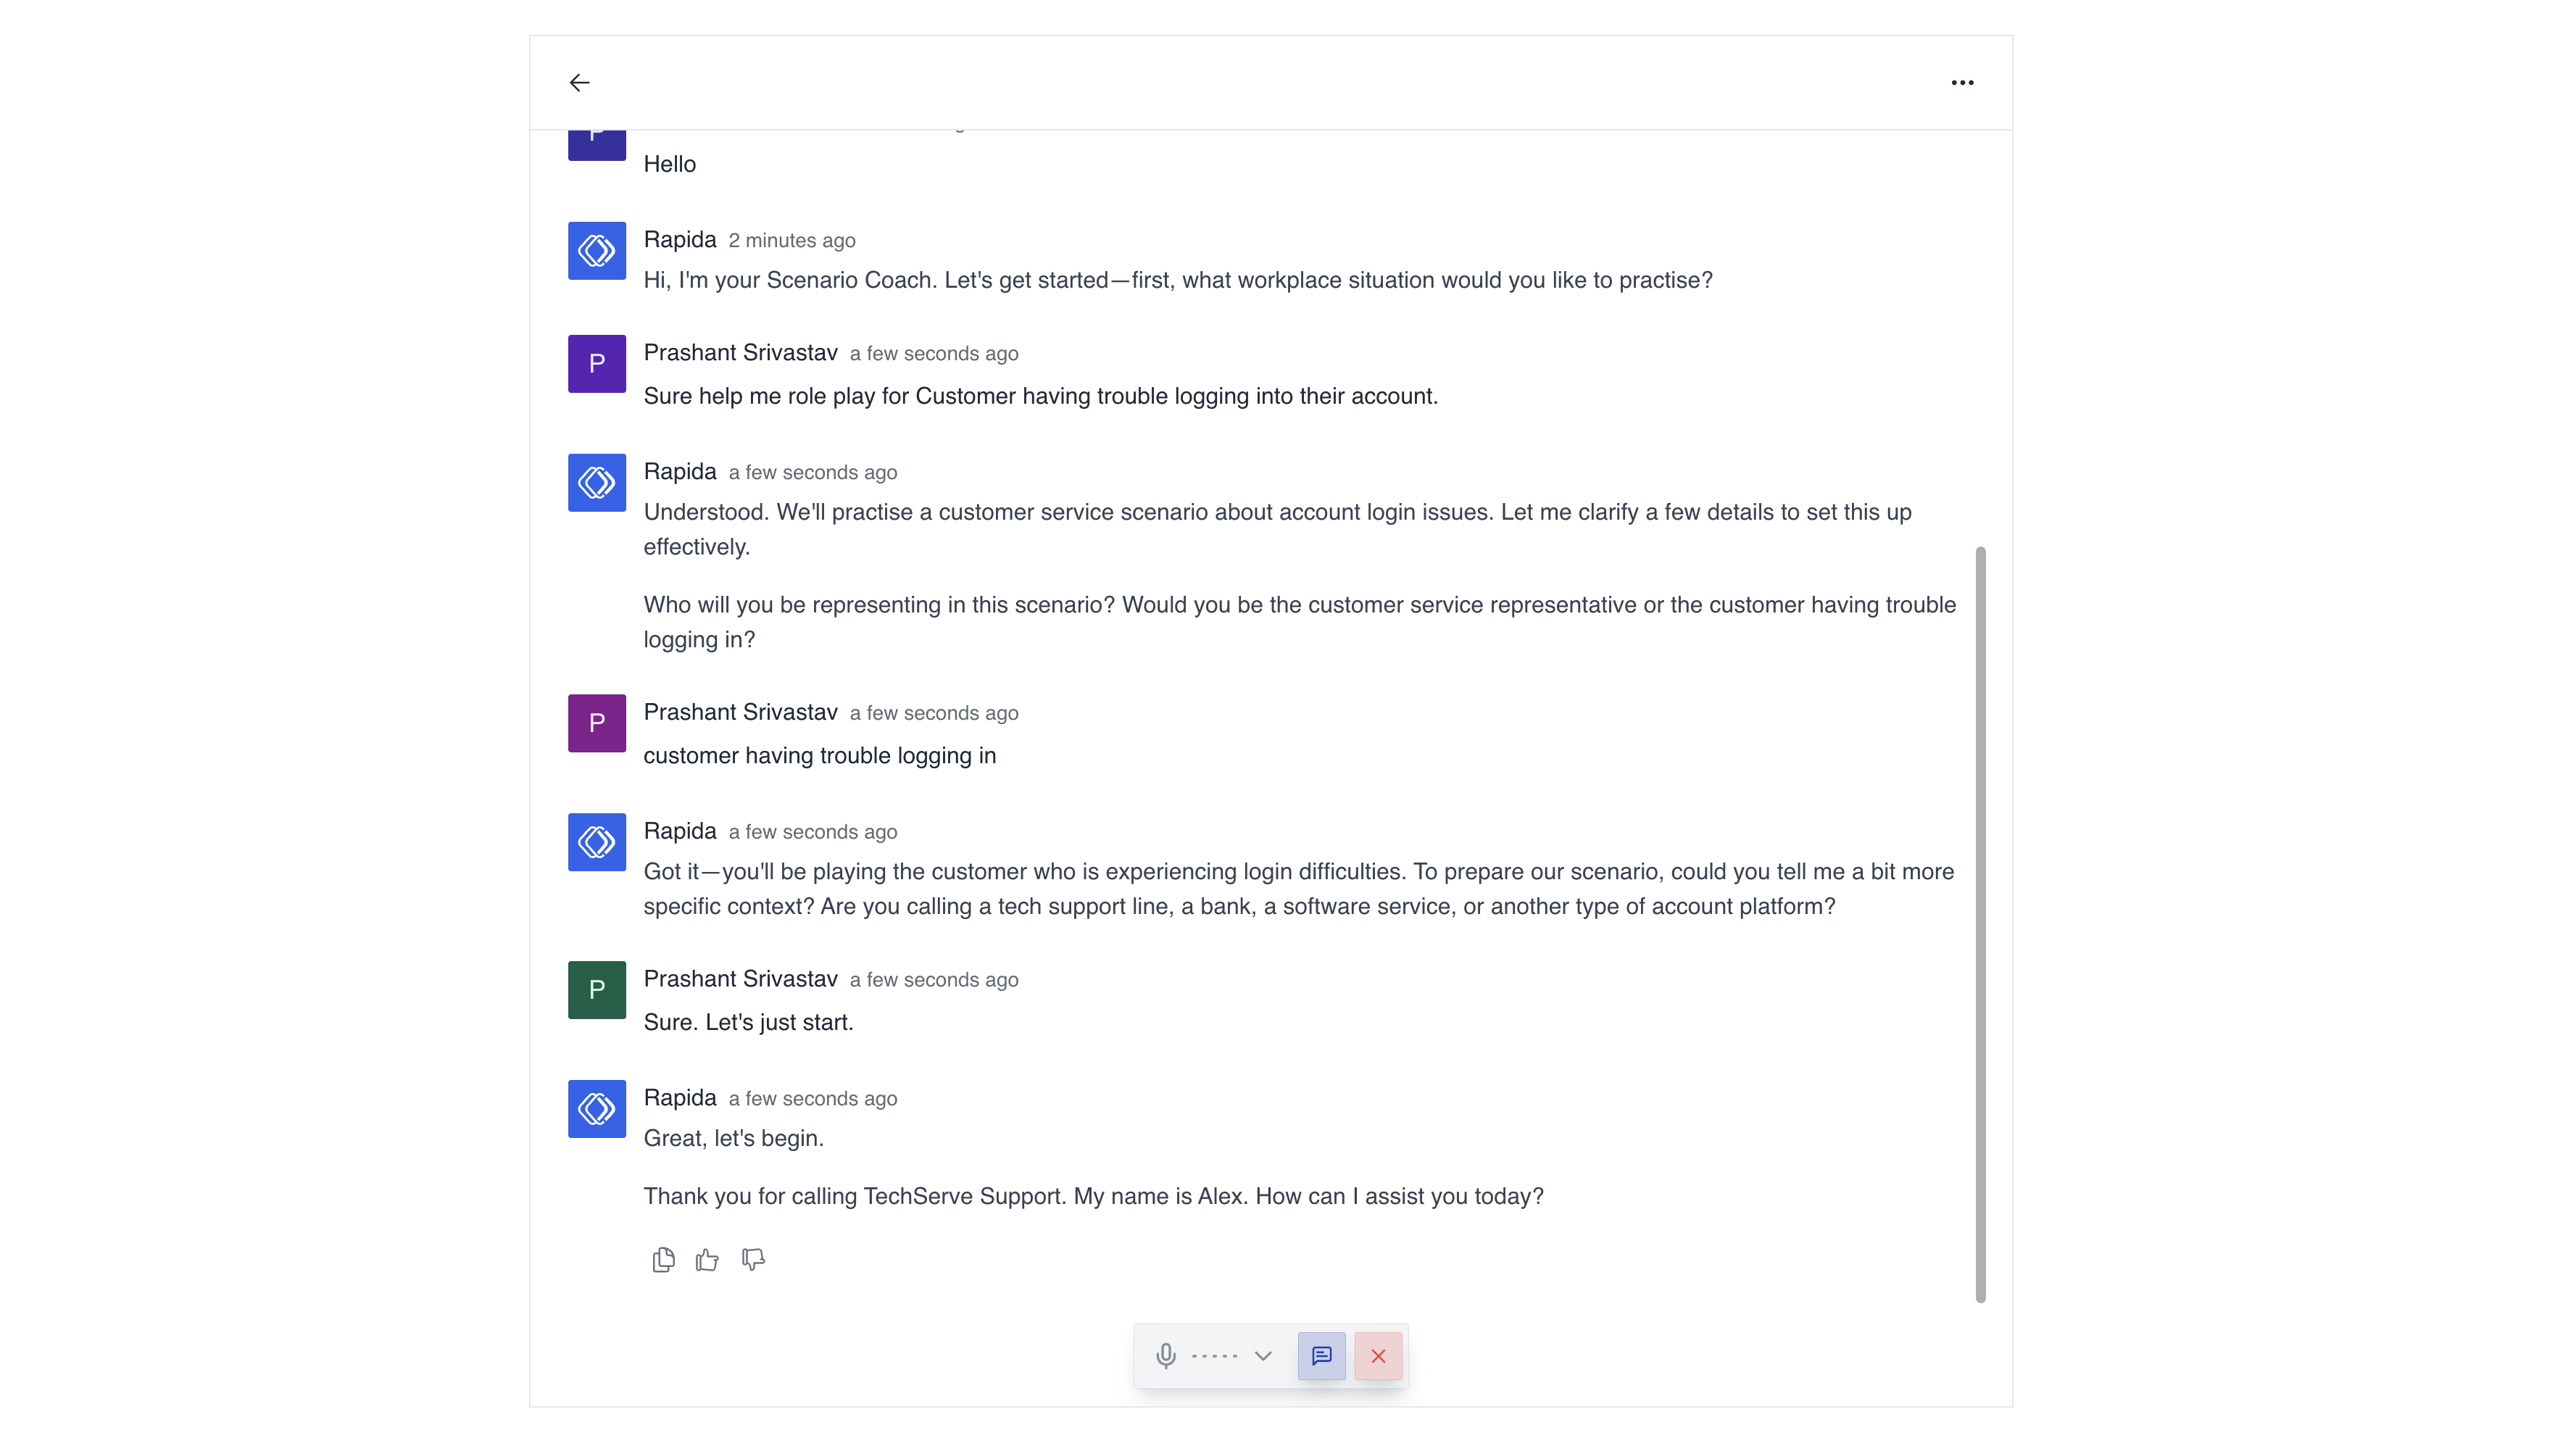 P
Hello
Rapida 2 minutes ago
Hi, I'm your Scenario Coach. Let's get started—first, what workplace situation would you like to practise?
P
Prashant Srivastav a few seconds ago
Sure help me role play for Customer having trouble logging into their account.
Rapida a few seconds ago
Understood. We'll practise a customer service scenario about account login issues. Let me clarify a few details to set this up
effectively.
Who will you be representing in this scenario? Would you be the customer service representative or the customer having trouble
logging in?
P
Prashant Srivastav a few seconds ago
customer having trouble logging in
Rapida a few seconds ago
Got it—you'll be playing the customer who is experiencing login difficulties. To prepare our scenario, could you tell me a bit more
specific context? Are you calling a tech support line, a bank, a software service, or another type of account platform?
P
Prashant Srivastav a few seconds ago
Sure. Let's just start.
Rapida a few seconds ago
Great, let's begin.
Thank you for calling TechServe Support. My name is Alex. How can I assist you today?